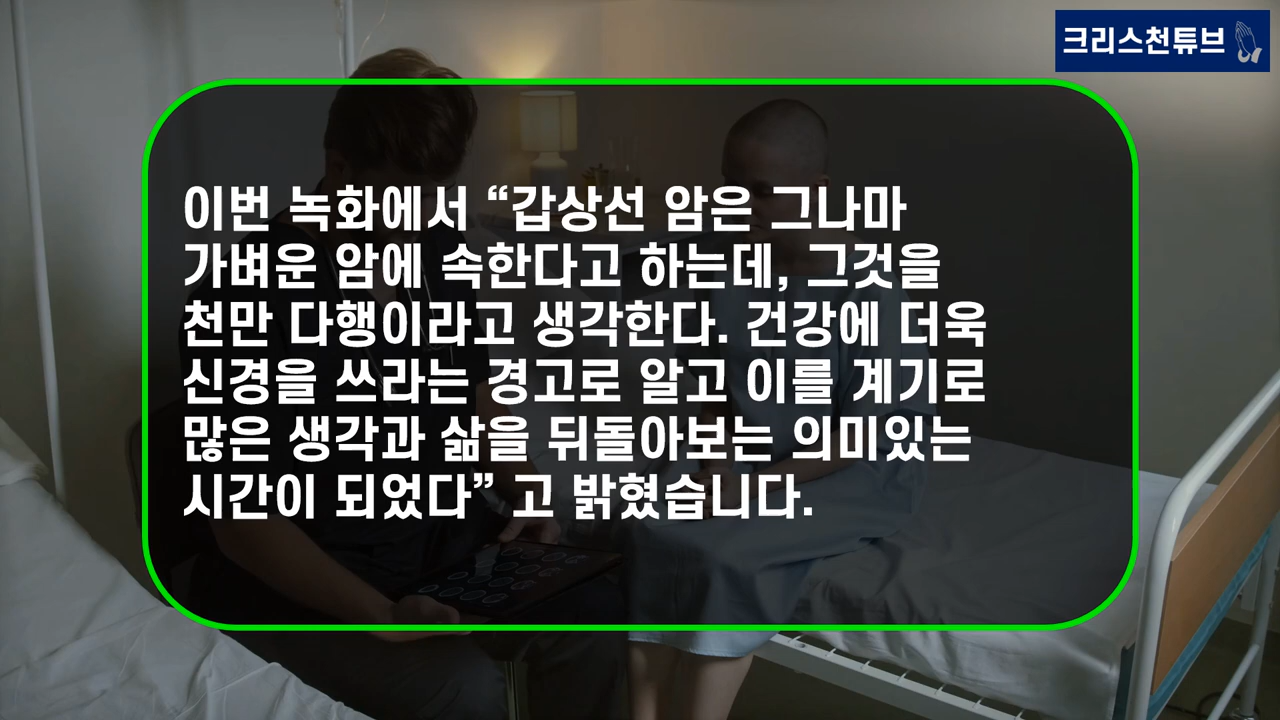 크리스천튜브
이번 녹화에서 “갑상선 암은 그나마
가벼운 암에 속한다고 하는데, 그것을
천만 다행이라고 생각한다. 건강에 더욱
신경을 쓰라는 경고로 알고 이를 계기로
많은 생각과 삶을 뒤돌아보는 의미있는
시간이 되었다” 고 밝혔습니다.